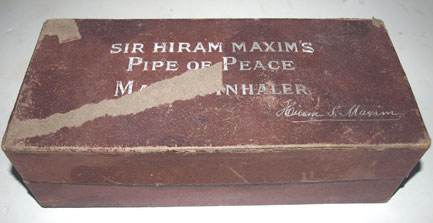 SIR HIRAM MAXIM'S
PIPE OF PEACE
INHALER
Hiram S. Maxim